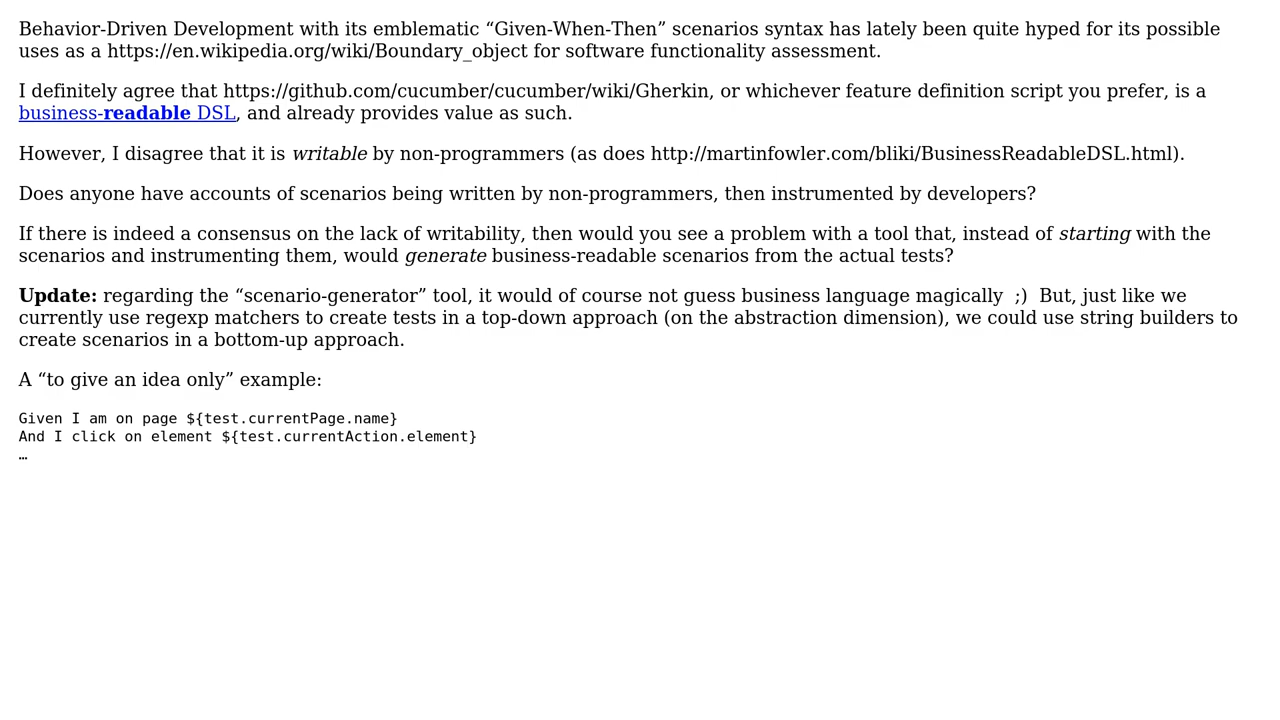 Behavior-Driven Development with its emblematic “Given-When-Then” scenarios syntax has lately been quite hyped for its possible
uses as a https://en.wikipedia.org/wiki/Boundary_object for software functionality assessment.
I definitely agree that https://github.com/cucumber/cucumber/wiki/Gherkin, or whichever feature definition script you prefer, is a
business-readable DSL, and already provides value as such.
However, I disagree that it is writable by non-programmers (as does http://martinfowler.com/bliki/BusinessReadableDSL.html).
Does anyone have accounts of scenarios being written by non-programmers, then instrumented by developers?
If there is indeed a consensus on the lack of writability, then would you see a problem with a tool that, instead of starting with the
scenarios and instrumenting them, would generate business-readable scenarios from the actual tests?
Update: regarding the “scenario-generator” tool, it would of course not guess business language magically  ;)  But, just like we
currently use regexp matchers to create tests in a top-down approach (on the abstraction dimension), we could use string builders to
create scenarios in a bottom-up approach.
A “to give an idea only” example:
Given I am on page ${test.currentPage.name}
And I click on element ${test.currentAction.element}
…